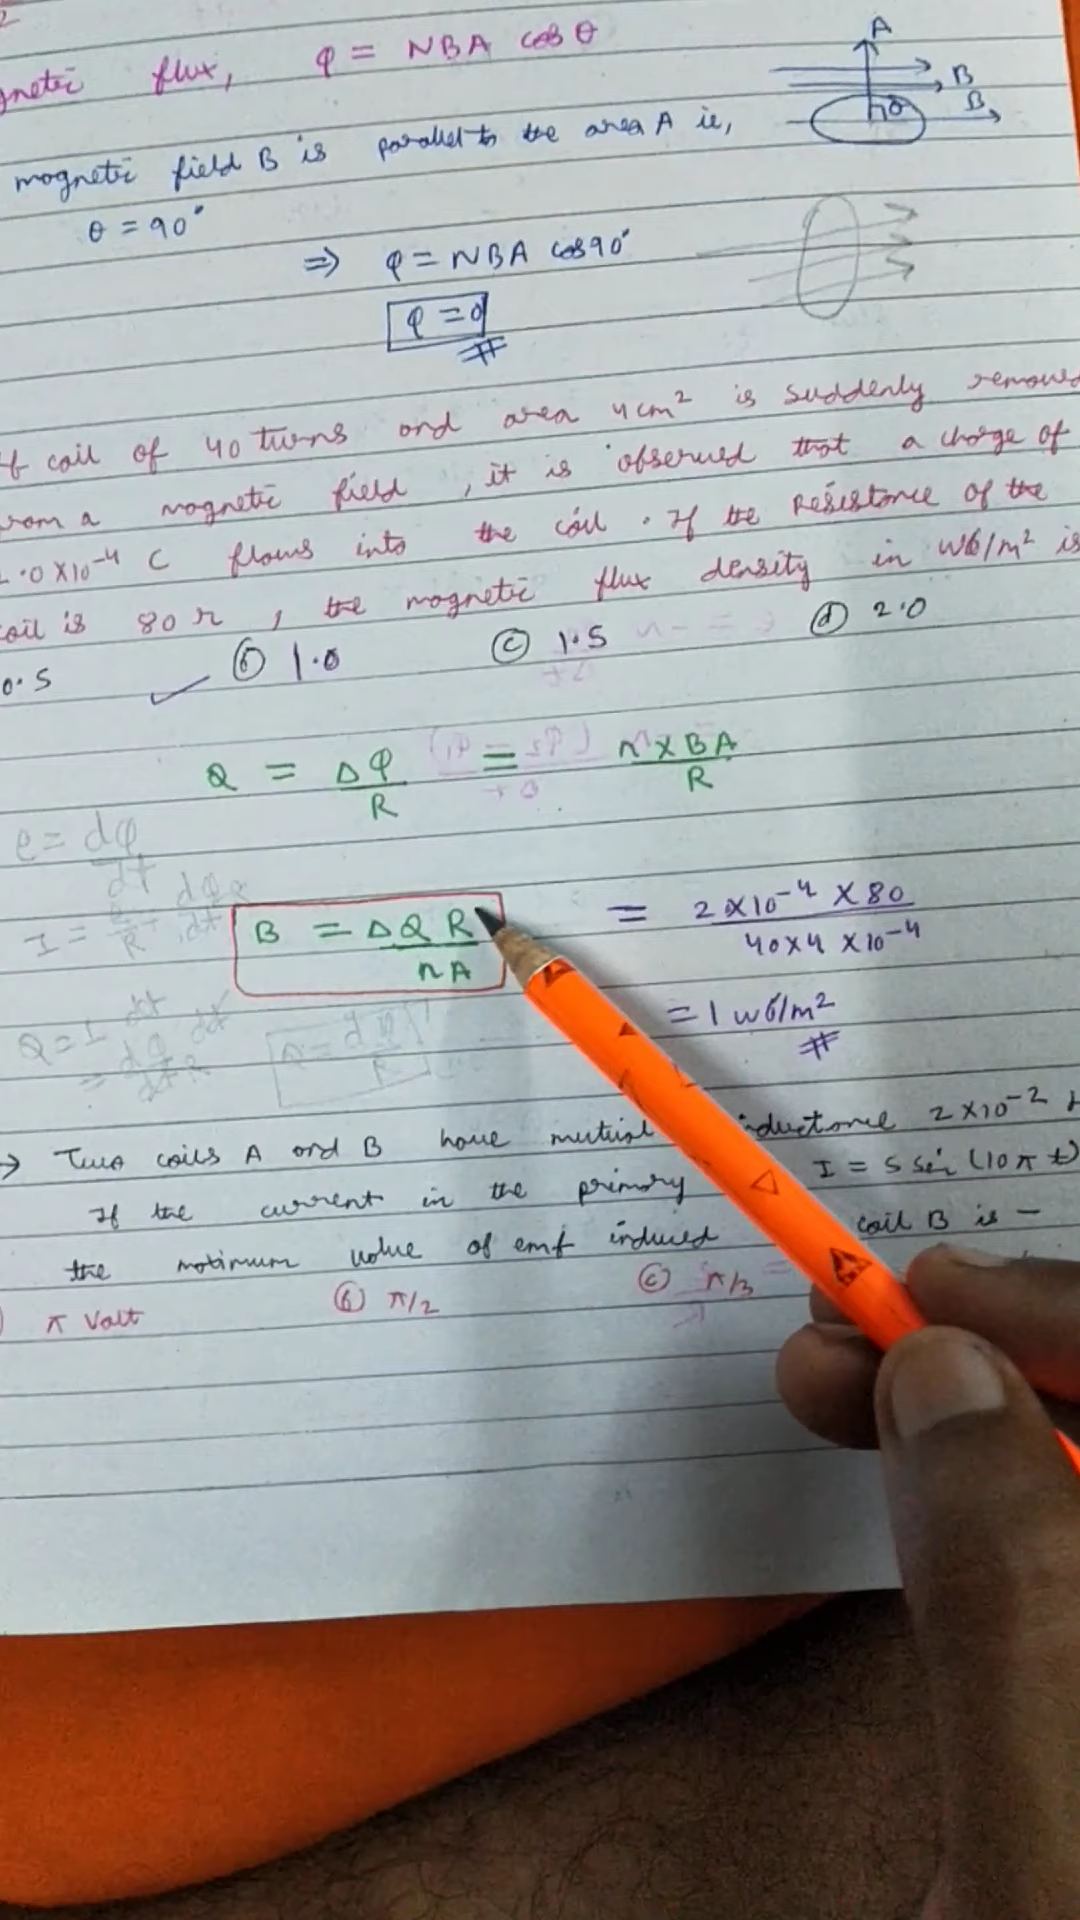 flux, φ = NBA cosθ
A
B
B
magnetic field B is parallel to the area A ie,
θ = 90°
⇒ φ = NBA cos90°
φ = 0
If coil of 40 turns and area 4cm² is suddenly removed
from a magnetic field, it is observed that a charge of
2.0×10⁻⁴ C flows into the coil. If the resistance of the
coil is 80 r, the magnetic flux density in wb/m² is
0.5 ✓ (b) 1.0 (c) 1.5 (d) 2.0
Q = Δφ/R = n×BA/R
e = dφ/dt
B = ΔQR/nA = 2×10⁻⁴×80/40×4×10⁻⁴
= 1 wb/m²
→ Two coils A and B have mutual inductance 2×10⁻² H
If the current in the primary I = 5 sin(10πt)
the maximum value of emf induced coil B is -
π Volt (b) π/2 (c) π/3